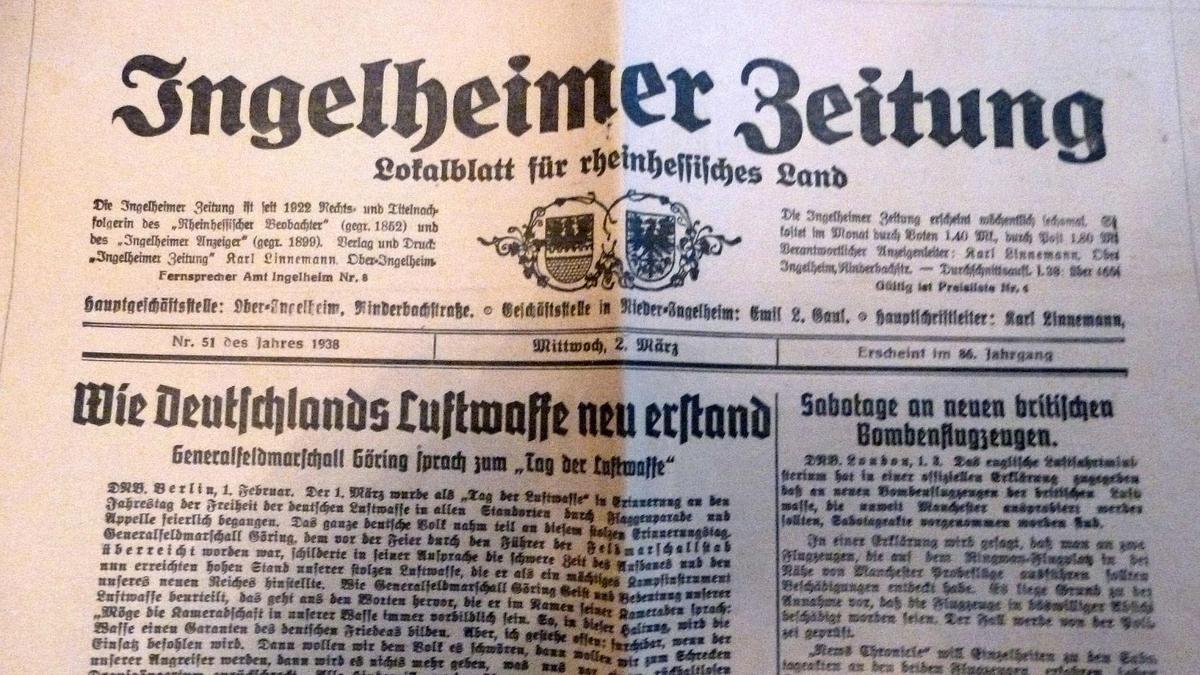 Ingelheimer Zeitung
Lokalblatt für rheinhessisches Land
Die Ingelheimer Zeitung ist seit 1922 Rechts- und Titelnach-
folgerin des „Rheinhessischer Beobachter“ (gegr. 1852) und
des „Ingelheimer Anzeiger“ (gegr. 1899). Verlag und Druck:
„Ingelheimer Zeitung“ Karl Linnemann, Ober-Ingelheim
Fernsprecher Amt Ingelheim Nr. 8
Die Ingelheimer Zeitung erscheint wöchentlich sechsmal.
kostet im Monat durch Boten 1.40 Mk, durch Post 1.80 Mk
Verantwortlicher Anzeigenleiter: Karl Linnemann, Ober
Ingelheim, Rinderbachstr. — Durchschnittsaufl. 1. 38: über
Gültig ist Preisliste Nr. 4
Hauptgeschäftsstelle: Ober-Ingelheim, Rinderbachstraße. o Geschäftsstelle in Nieder-Ingelheim: Emil L. Gaul. o Hauptschriftleiter: Karl Linnemann,
Nr. 51 des Jahres 1938
Mittwoch, 2. März
Erscheint im 86. Jahrgang
Wie Deutschlands Luftwaffe neu erstand
Generalfeldmarschall Göring sprach zum „Tag der Luftwaffe“
DNB. Berlin, 1. Februar. Der 1. März wurde als „Tag der Luftwaffe“ in Erinnerung an den
Jahrestag der Freiheit der deutschen Luftwaffe in allen Standorten durch Flaggenparade und
Appelle feierlich begangen. Das ganze deutsche Volk nahm teil an diesem stolzen Erinnerungstag.
Generalfeldmarschall Göring, dem vor der Feier durch den Führer der Feldmarschallstab
überreicht worden war, schilderte in seiner Ansprache die schwere Zeit des Aufbaues und den
nun erreichten hohen Stand unserer stolzen Luftwaffe, die er als ein mächtiges Kampfinstrument
unseres neuen Reiches hinstellte. Wie Generalfeldmarschall Göring Geist und Bedeutung unserer
Luftwaffe beurteilt, das geht aus den Worten hervor, die er im Namen seiner Kameraden sprach:
„Möge die Kameradschaft in unserer Waffe immer vorbildlich sein. So, in dieser Haltung, wird die
Waffe einen Garanten des deutschen Friedens bilden. Aber, ich gestehe offen: furchtbar, wenn der
Einsatz befohlen wird. Dann wollen wir dem Volk es schwören, dann wollen wir zum Schrecken
unserer Angreifer werden, dann wird es nichts mehr geben, was uns
Sabotage an neuen britischen
Bombenflugzeugen.
DNB. London, 1. 3. Das englische Luftfahrtmini-
sterium hat in einer offiziellen Erklärung zugegeben
daß an neuen Bombenflugzeugen der britischen Luft
waffe, die unweit Manchester ausprobiert werden
sollten, Sabotageakte vorgenommen worden sind.
In einer Erklärung wird gesagt, daß man an zwei
Flugzeugen, die auf dem Ringway-Flugplatz in der
Nähe von Manchester Probeflüge ausführen sollten
Beschädigungen entdeckt habe. Es liege Grund zu der
Annahme vor, daß die Flugzeuge in böswilliger Absicht
beschädigt worden seien. Der Fall werde von der Poli-
zei geprüft.
„News Chronicle“ will Einzelheiten zu den Sabo-
tageakten an den beiden Flugzeugen erfahren haben